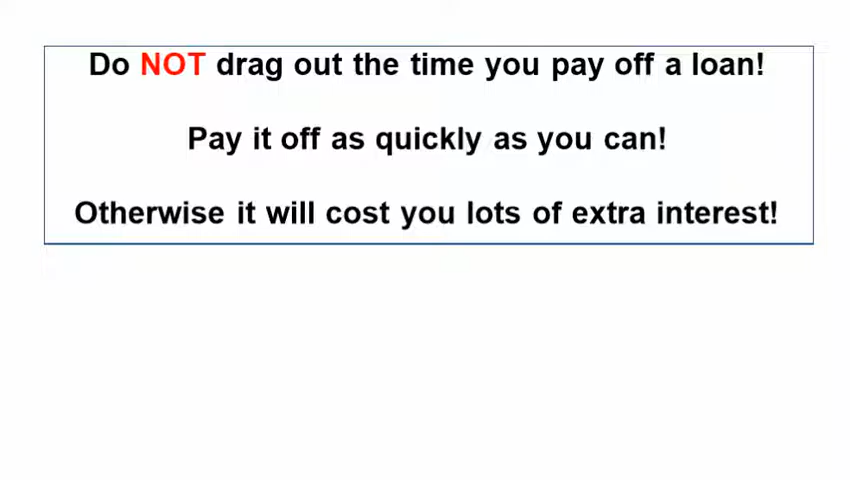 Do NOT drag out the time you pay off a loan!
Pay it off as quickly as you can!
Otherwise it will cost you lots of extra interest!